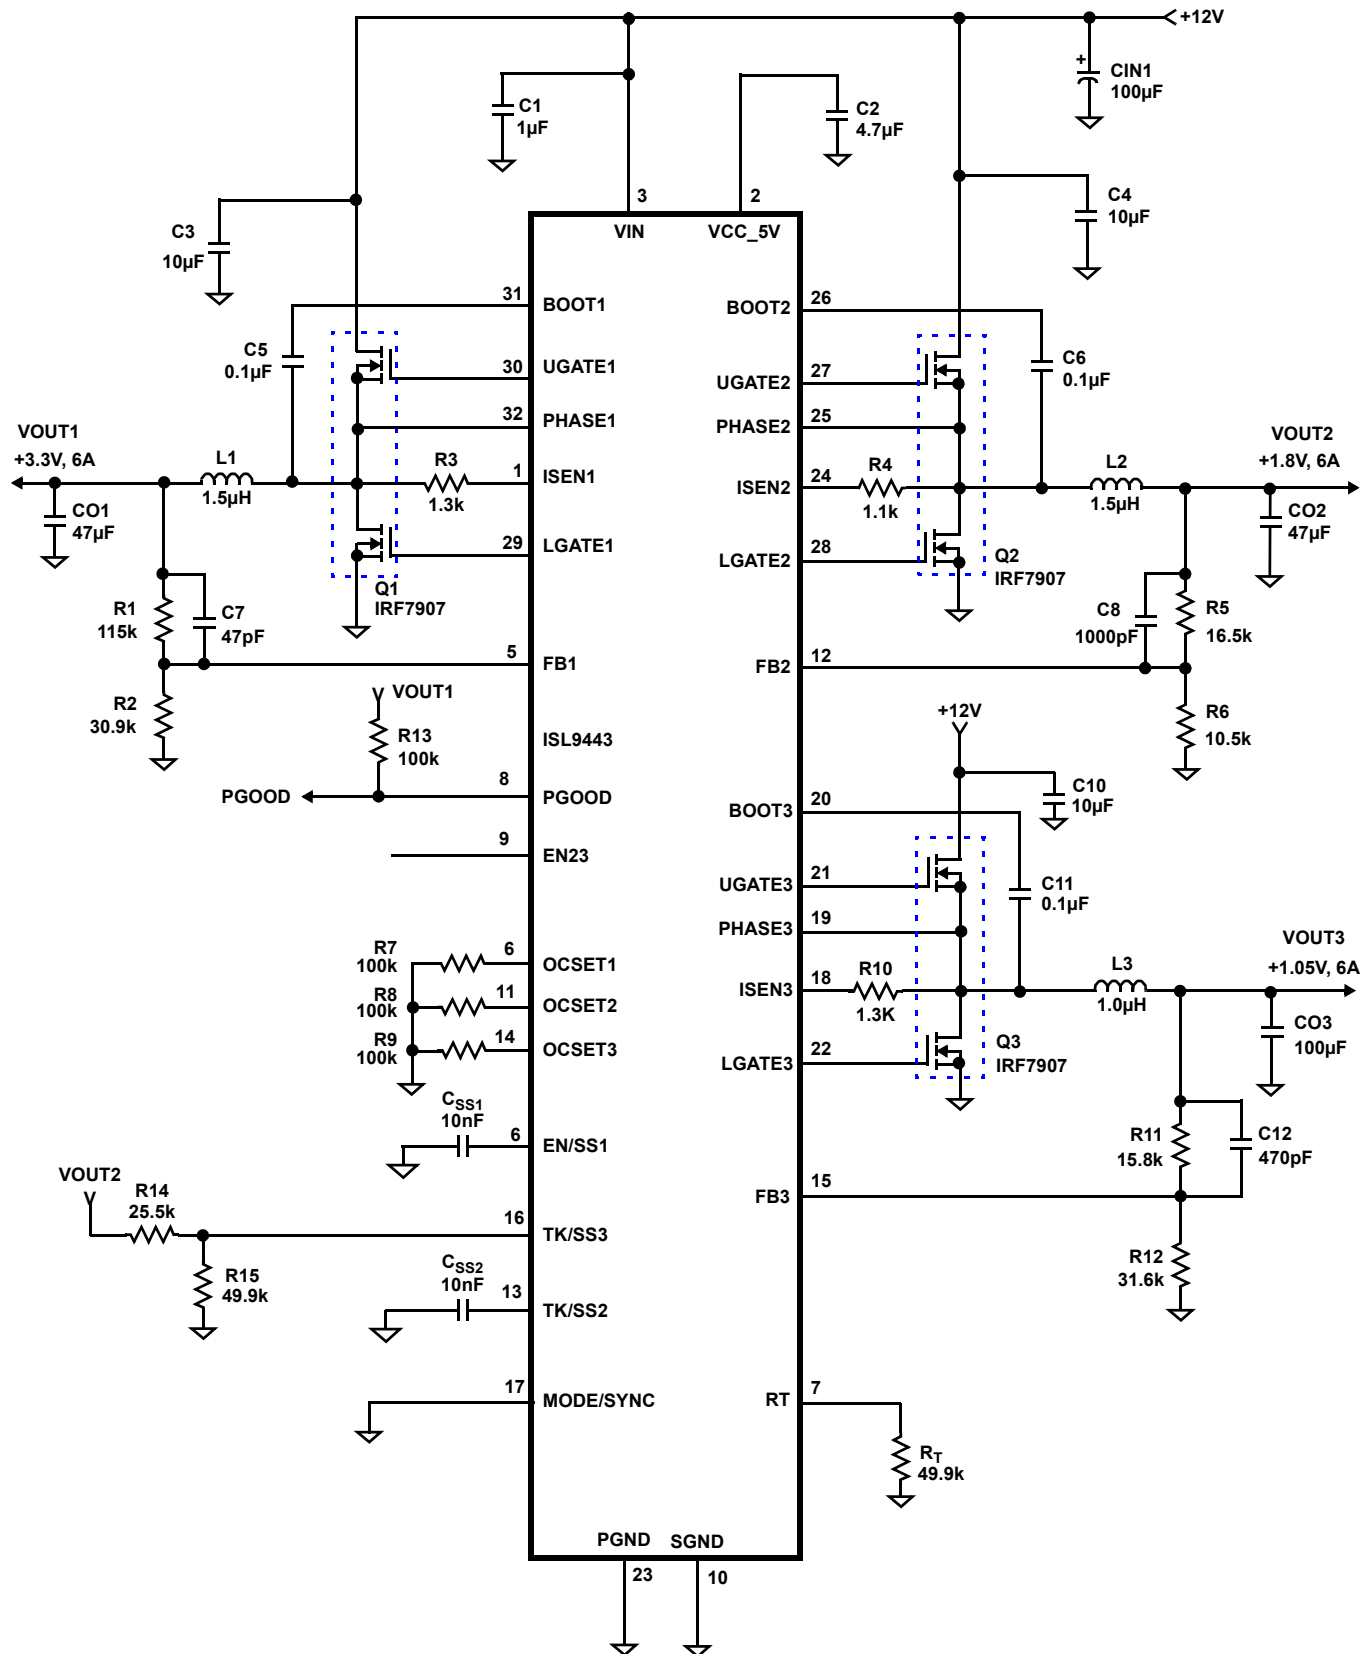 +12V
+
CIN1
100µF
C1
1µF
C2
4.7µF
3
2
C4
10µF
VIN
VCC_5V
C3
10µF
31
BOOT1
26
BOOT2
C5
0.1µF
C6
0.1µF
30
UGATE1
27
UGATE2
32
PHASE1
25
PHASE2
VOUT1
+3.3V, 6A
L1
1.5µH
R3
1.3k
1
ISEN1
24
ISEN2
R4
1.1k
L2
1.5µH
VOUT2
+1.8V, 6A
CO1
47µF
CO2
47µF
29
LGATE1
28
LGATE2
Q1
IRF7907
Q2
IRF7907
R1
115k
C7
47pF
C8
1000pF
R5
16.5k
5
FB1
12
FB2
R2
30.9k
VOUT1
R13
100k
R6
10.5k
ISL9443
+12V
PGOOD
8
PGOOD
C10
10µF
20
BOOT3
9
EN23
21
UGATE3
C11
0.1µF
19
PHASE3
R7
100k
6
OCSET1
18
ISEN3
R10
1.3K
L3
1.0µH
VOUT3
+1.05V, 6A
R8
100k
11
OCSET2
CO3
100µF
R9
100k
14
OCSET3
22
LGATE3
Q3
IRF7907
CSS1
10nF
6
EN/SS1
R11
15.8k
C12
470pF
VOUT2
R14
25.5k
15
FB3
16
TK/SS3
R15
49.9k
CSS2
10nF
13
TK/SS2
R12
31.6k
17
MODE/SYNC
7
RT
RT
49.9k
PGND
SGND
23
10